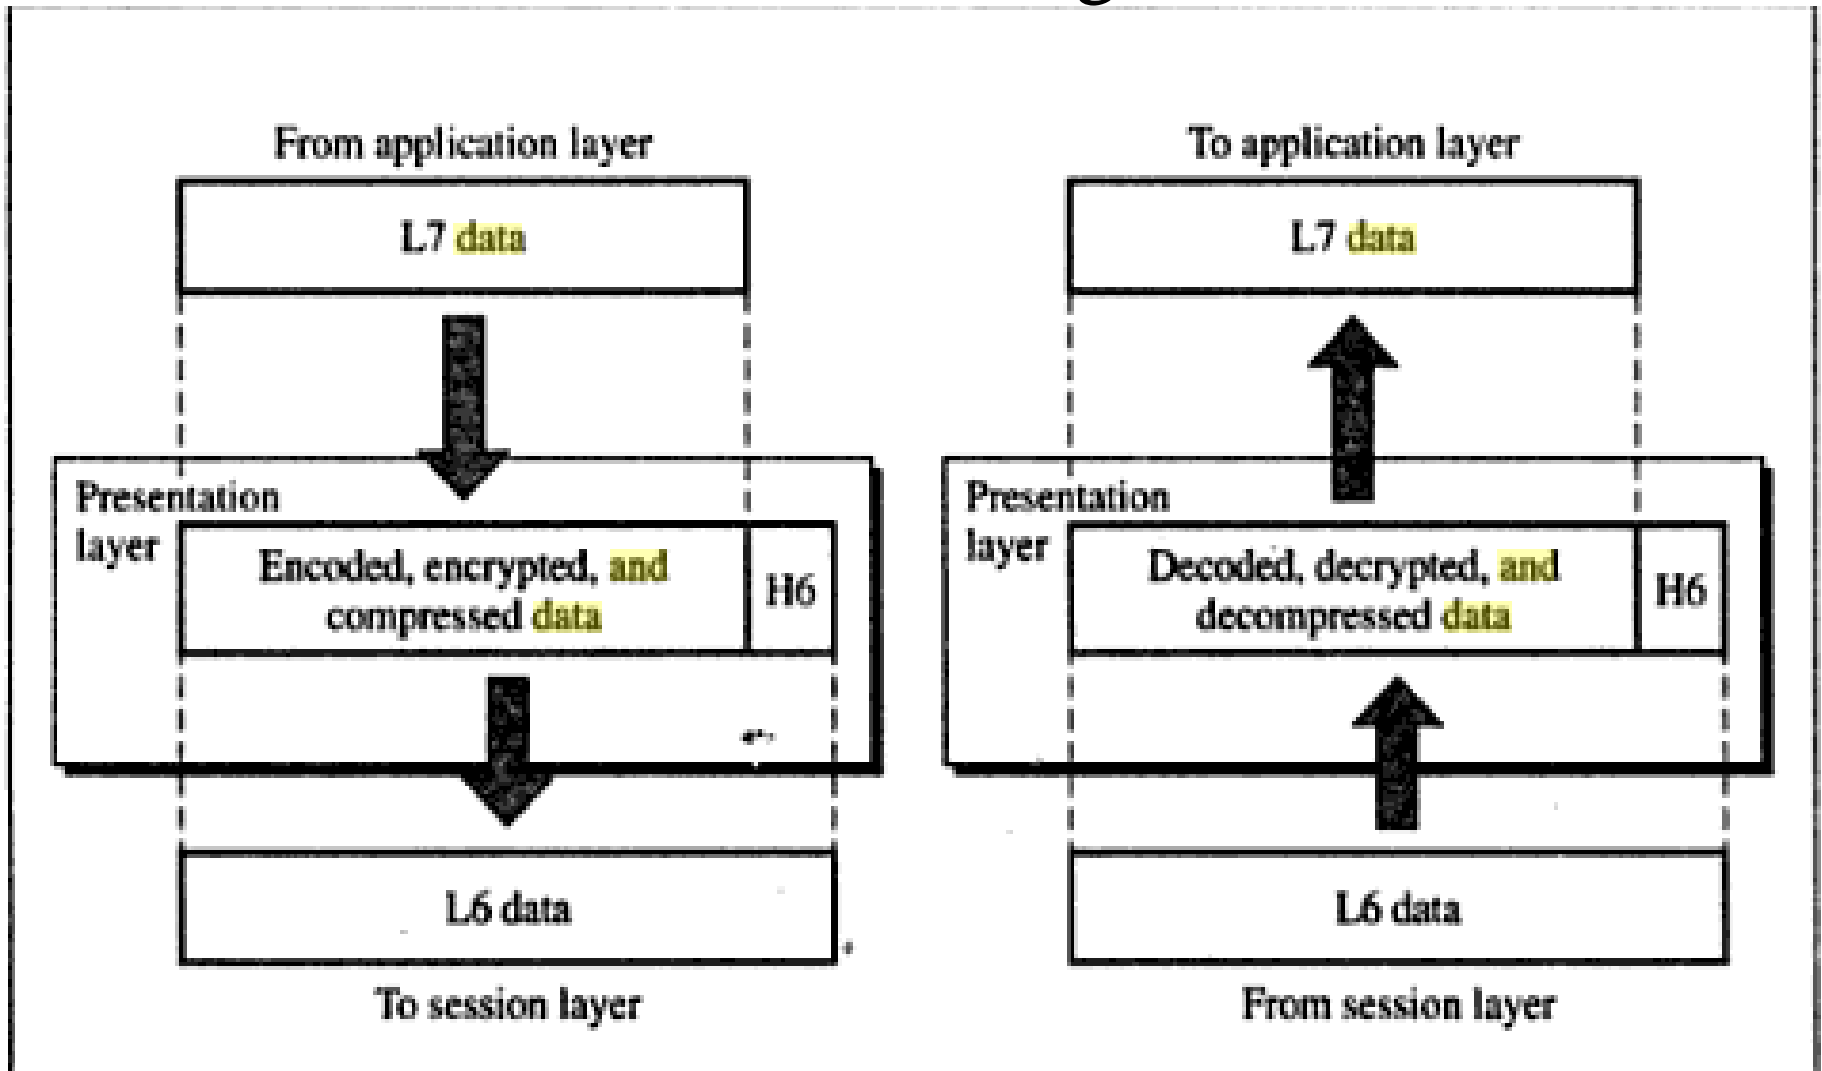 From application layer
L7 data
Presentation
layer
Encoded, encrypted, and
compressed data
H6
L6 data
To session layer
To application layer
L7 data
Presentation
layer
Decoded, decrypted, and
decompressed data
H6
L6 data
From session layer